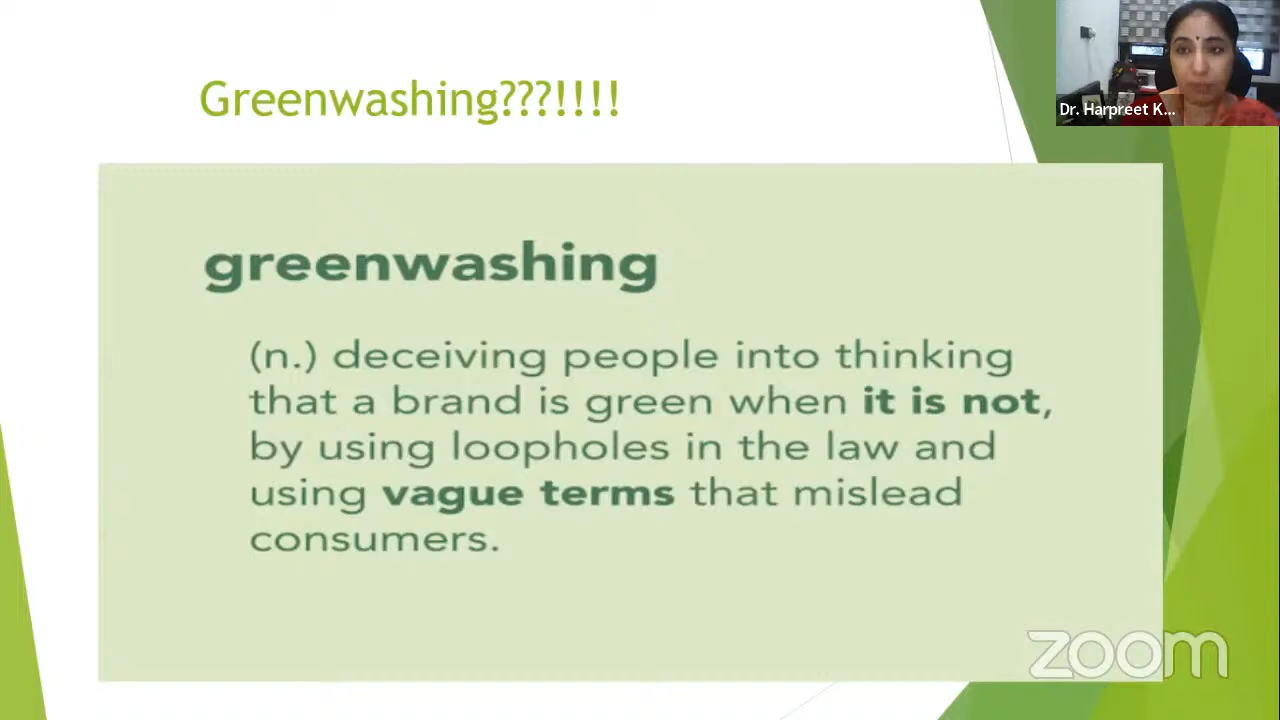 Greenwashing???!!!!
Dr. Harpreet K...
greenwashing
(n.) deceiving people into thinking
that a brand is green when it is not,
by using loopholes in the law and
using vague terms that mislead
consumers.
zoom